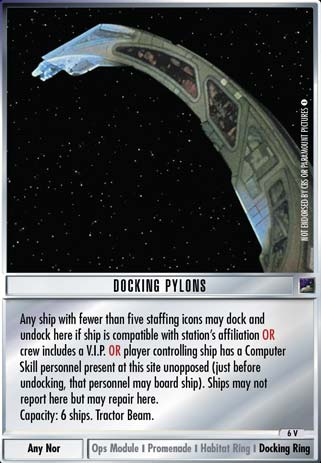 NOT ENDORSED BY CBS OR PARAMOUNT PICTURES
DOCKING PYLONS
Any ship with fewer than five staffing icons may dock and
undock here if ship is compatible with station's affiliation OR
crew includes a V.I.P. OR player controlling ship has a Computer
Skill personnel present at this site unopposed (just before
undocking, that personnel may board ship). Ships may not
report here but may repair here.
Capacity: 6 ships. Tractor Beam.
6 V
Any Nor
Ops Module I Promenade I Habitat Ring I Docking Ring